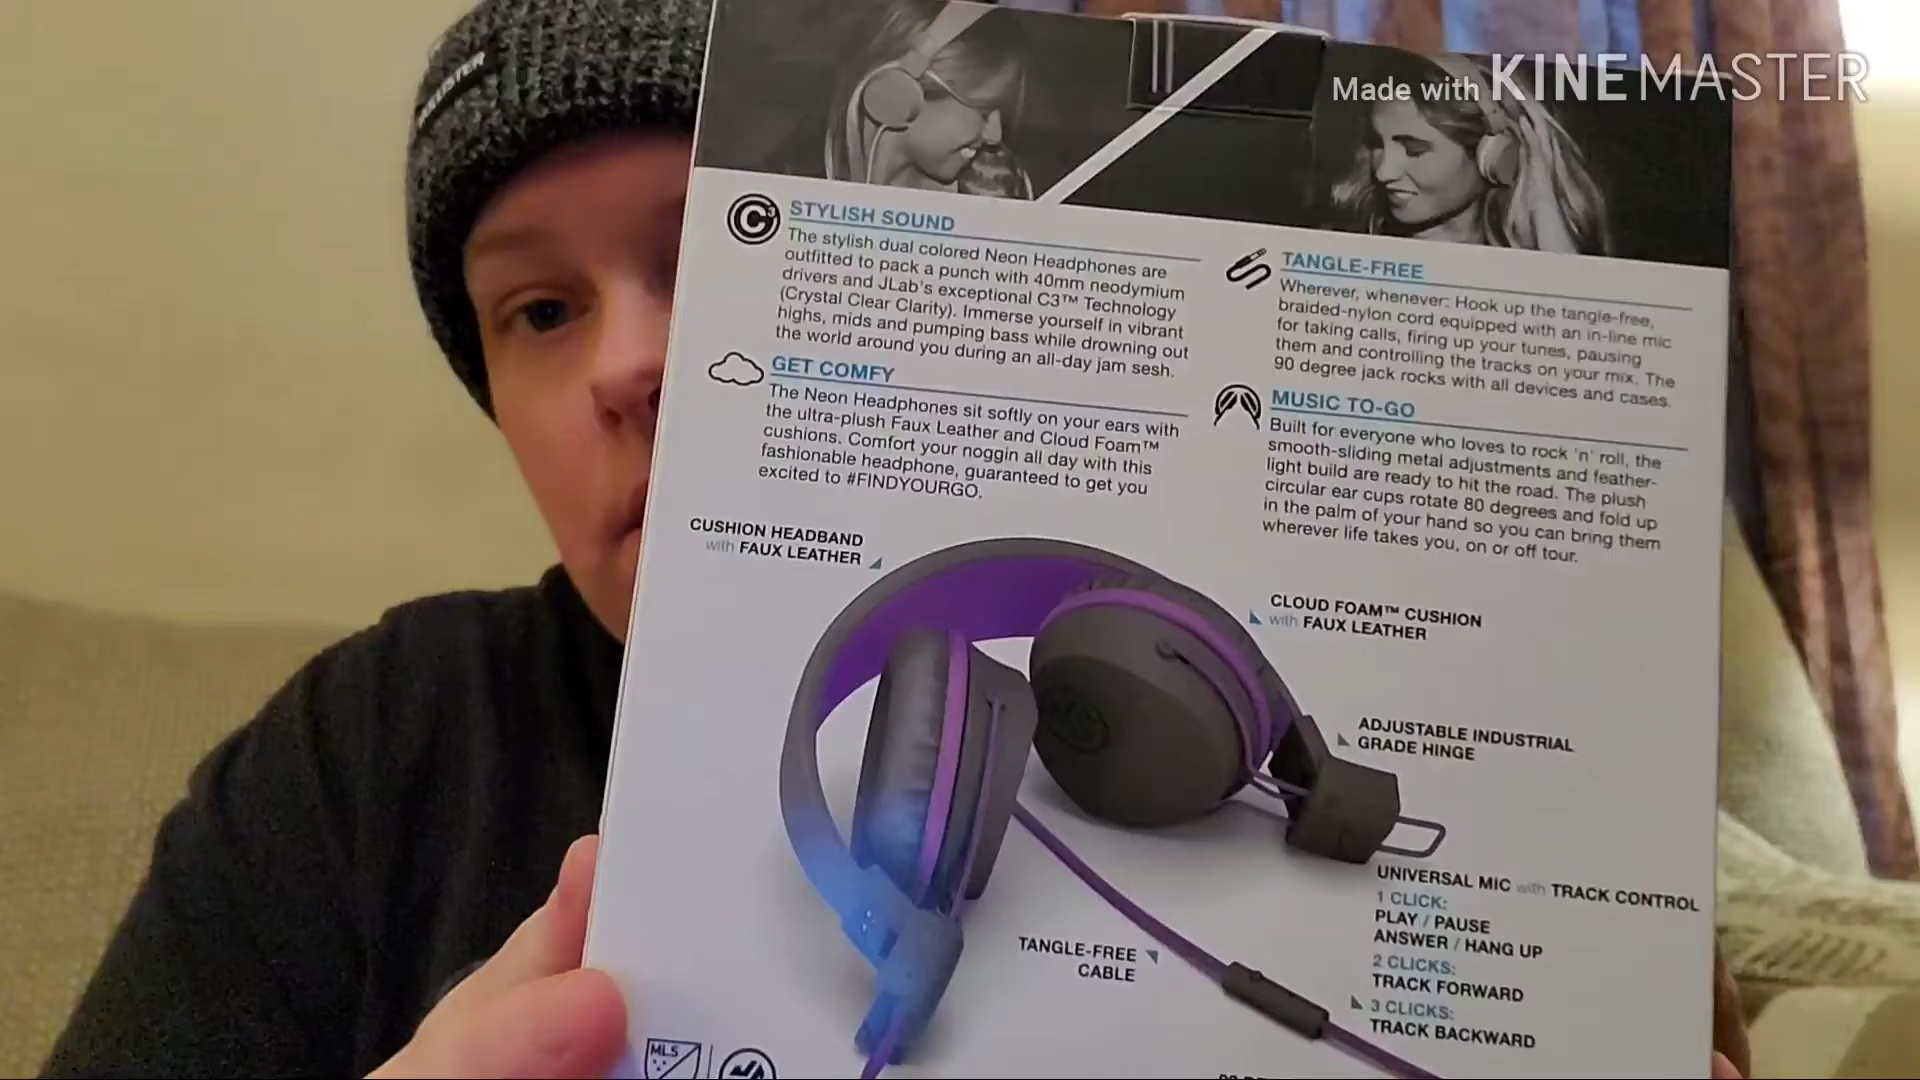 Made with KINEMASTER
STYLISH SOUND
The stylish dual colored Neon Headphones are
outfitted to pack a punch with 40mm neodymium
drivers and JLab's exceptional C3™ Technology
(Crystal Clear Clarity). Immerse yourself in vibrant
highs, mids and pumping bass while drowning out
the world around you during an all-day jam sesh.
GET COMFY
The Neon Headphones sit softly on your ears with
the ultra-plush Faux Leather and Cloud Foam™
cushions. Comfort your noggin all day with this
fashionable headphone, guaranteed to get you
excited to #FINDYOURGO.
TANGLE-FREE
Wherever, whenever: Hook up the tangle-free,
braided-nylon cord equipped with an in-line mic
for taking calls, firing up your tunes, pausing
them and controlling the tracks on your mix. The
90 degree jack rocks with all devices and cases.
MUSIC TO-GO
Built for everyone who loves to rock 'n' roll, the
smooth-sliding metal adjustments and feather-
light build are ready to hit the road. The plush
circular ear cups rotate 80 degrees and fold up
in the palm of your hand so you can bring them
wherever life takes you, on or off tour.
CUSHION HEADBAND
with FAUX LEATHER
CLOUD FOAM™ CUSHION
with FAUX LEATHER
ADJUSTABLE INDUSTRIAL
GRADE HINGE
UNIVERSAL MIC with TRACK CONTROL
1 CLICK:
PLAY / PAUSE
ANSWER / HANG UP
2 CLICKS:
TRACK FORWARD
3 CLICKS:
TRACK BACKWARD
TANGLE-FREE
CABLE
MLS